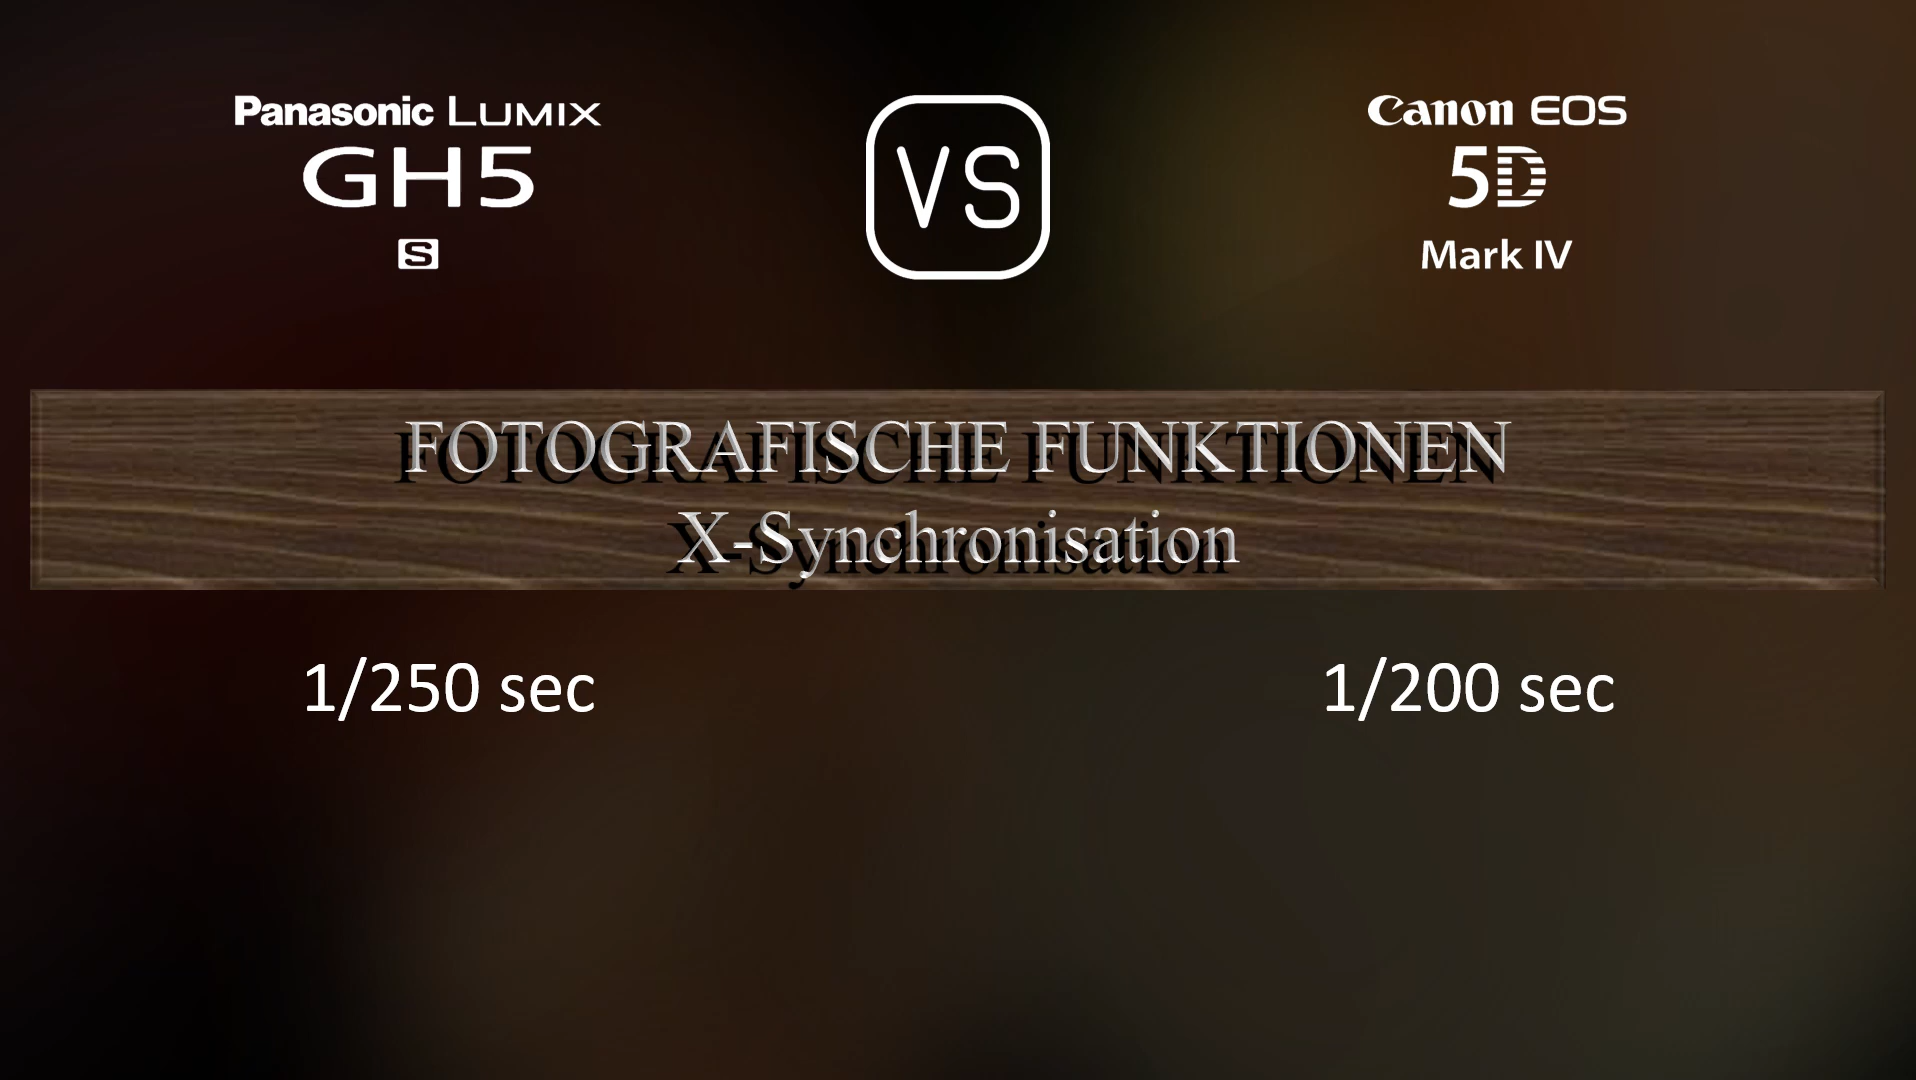 Panasonic LUMIX
GH5
S
VS
Canon EOS
5D
Mark IV
FOTOGRAFISCHE FUNKTIONEN
X-Synchronisation
1/250 sec
1/200 sec